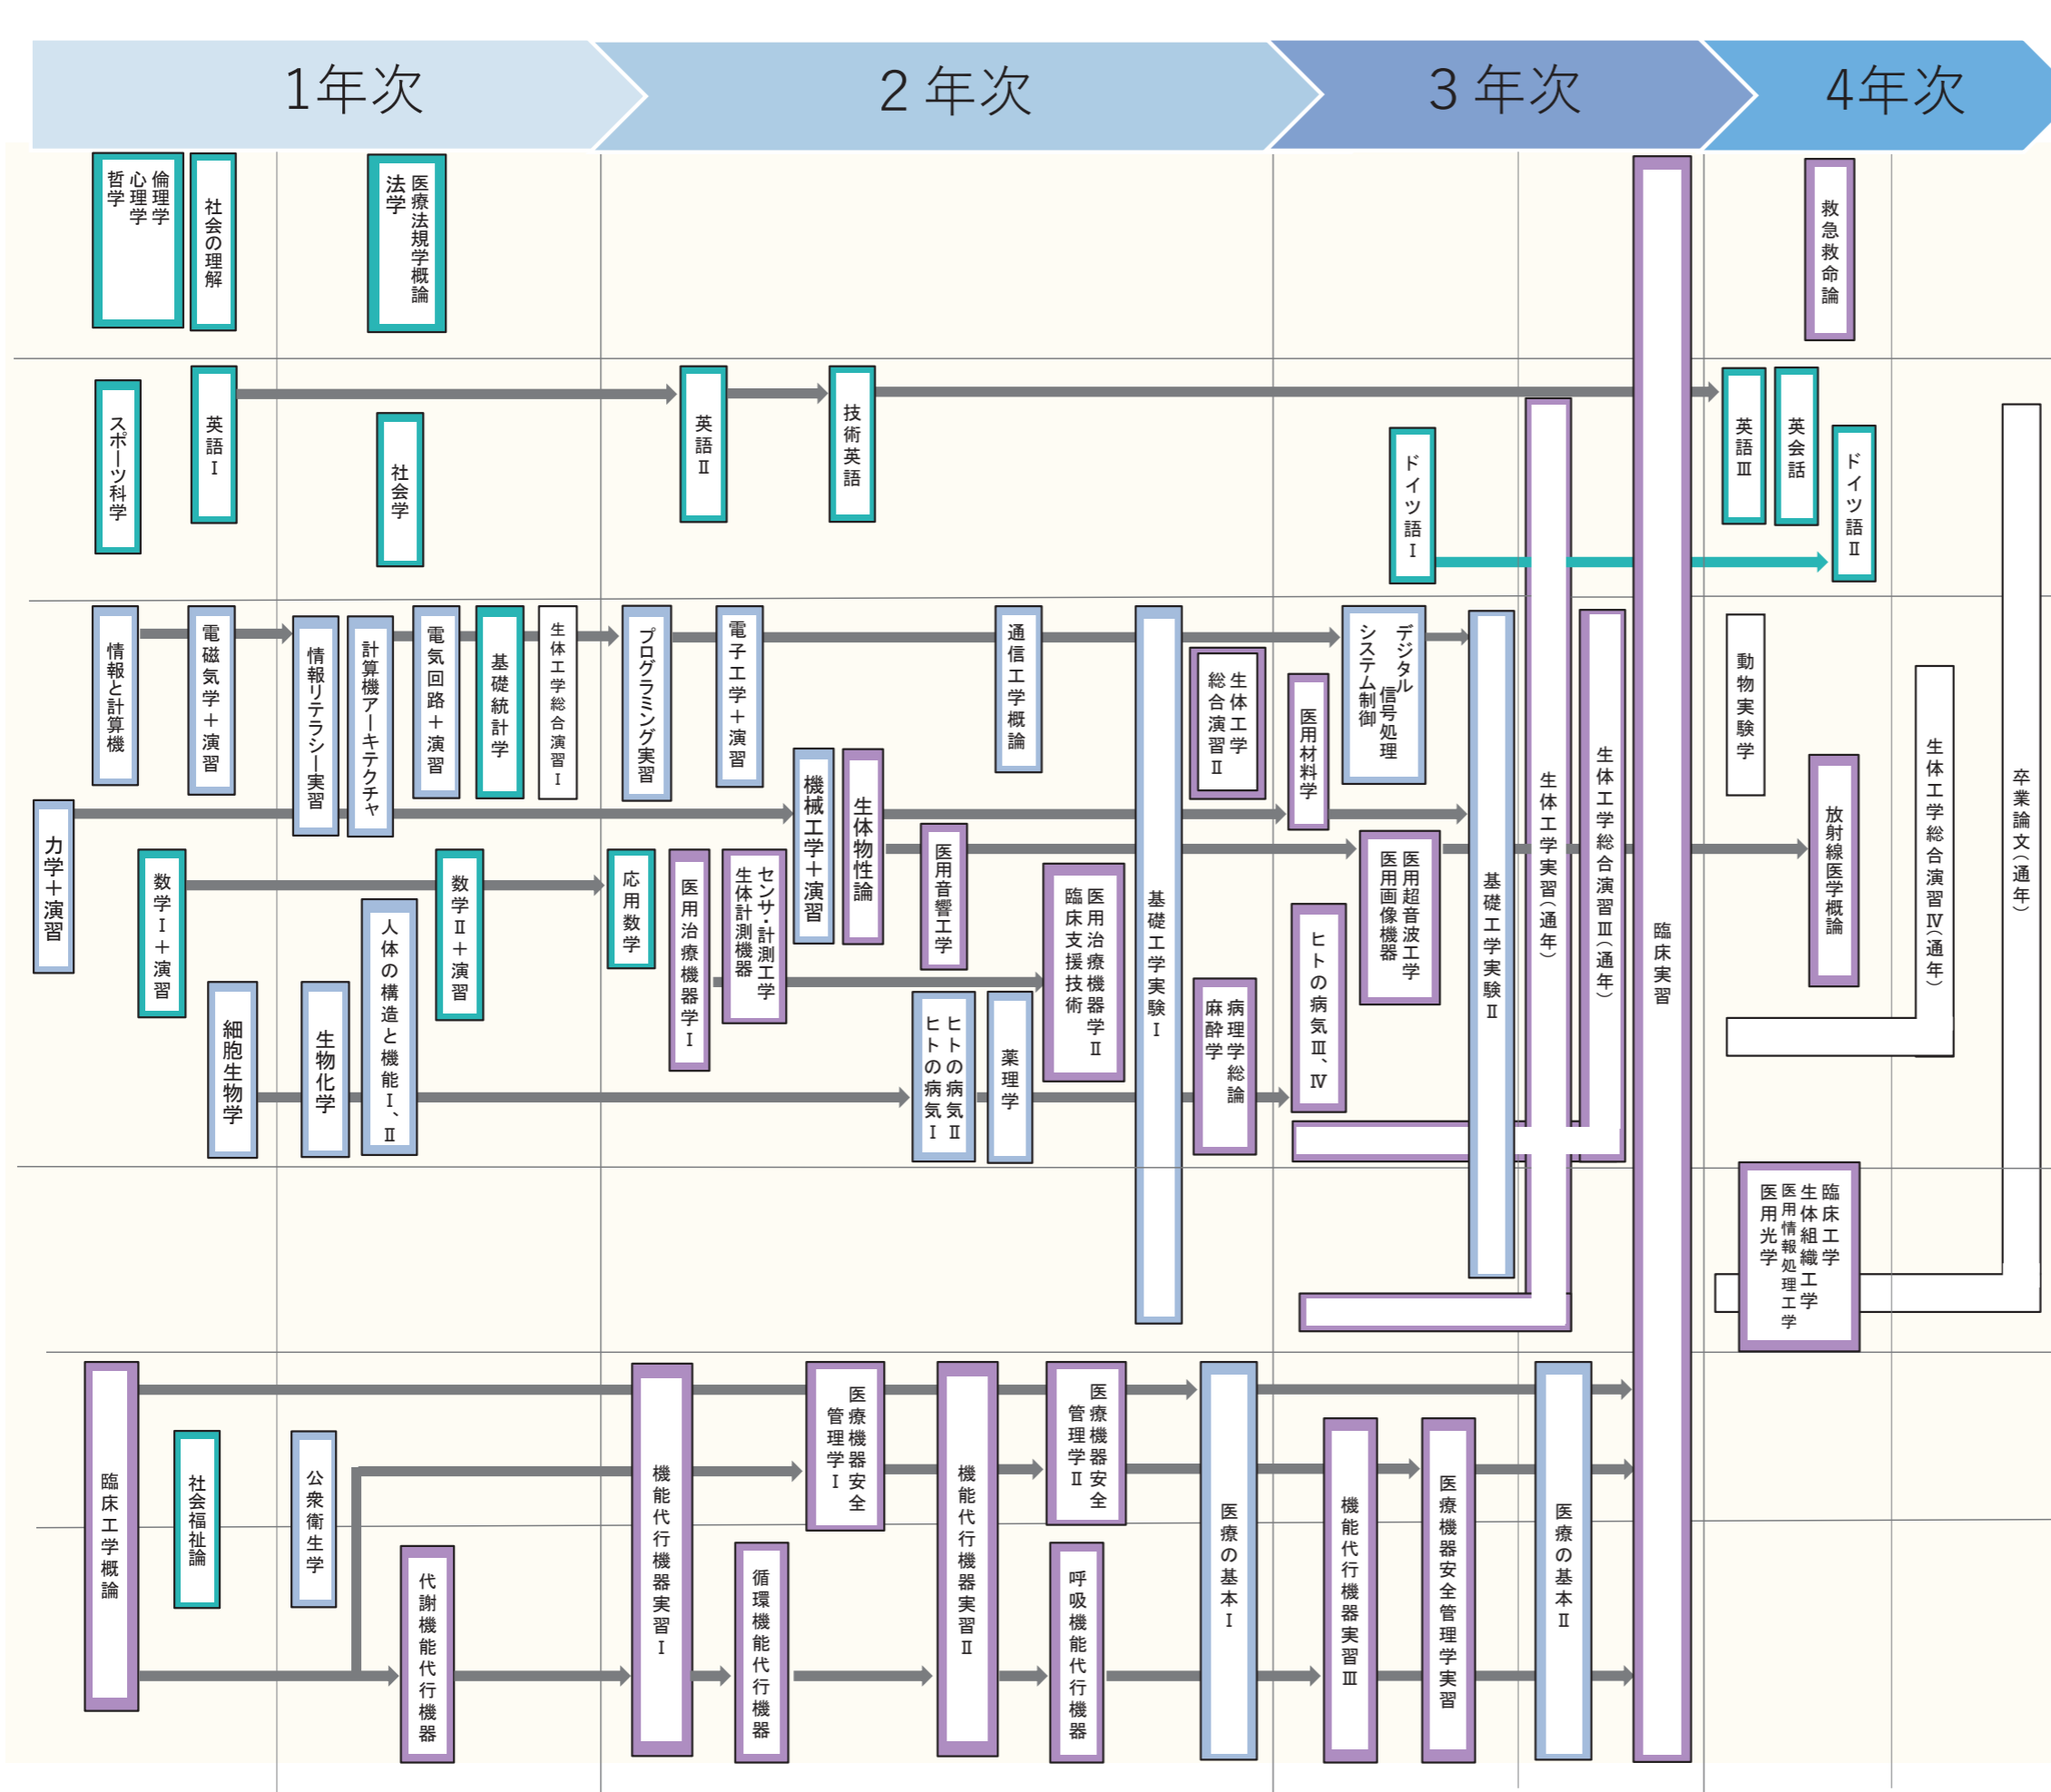 1年次
2年次
3年次
4年次
倫理学
心理学
哲学
社会の理解
医療法規学概論
法学
救急救命論
スポーツ科学
英語Ⅰ
社会学
英語Ⅱ
技術英語
ドイツ語Ⅰ
英語Ⅲ
英会話
ドイツ語Ⅱ
情報と計算機
電磁気学＋演習
情報リテラシー実習
計算機アーキテクチャ
電気回路＋演習
基礎統計学
生体工学総合演習Ⅰ
プログラミング実習
電子工学＋演習
通信工学概論
生体工学
総合演習Ⅱ
医用材料学
デジタル
信号処理
システム制御
動物実験学
力学＋演習
数学Ⅰ＋演習
細胞生物学
生物化学
人体の構造と機能Ⅰ、Ⅱ
数学Ⅱ＋演習
応用数学
医用治療機器学Ⅰ
センサ・計測工学
生体計測機器
機械工学＋演習
生体物性論
医用音響工学
ヒトの病気Ⅱ
ヒトの病気Ⅰ
薬理学
医用治療機器学Ⅱ
臨床支援技術
基礎工学実験Ⅰ
病理学総論
麻酔学
ヒトの病気Ⅲ、Ⅳ
医用超音波工学
医用画像機器
基礎工学実験Ⅱ
生体工学実習（通年）
生体工学総合演習Ⅲ（通年）
臨床実習
放射線医学概論
生体工学総合演習Ⅳ（通年）
卒業論文（通年）
臨床工学
生体組織工学
医用情報処理工学
医用光学
臨床工学概論
社会福祉論
公衆衛生学
代謝機能代行機器
機能代行機器実習Ⅰ
循環機能代行機器
医療機器安全
管理学Ⅰ
機能代行機器実習Ⅱ
医療機器安全
管理学Ⅱ
呼吸機能代行機器
医療の基本Ⅰ
機能代行機器実習Ⅲ
医療機器安全管理学実習
医療の基本Ⅱ